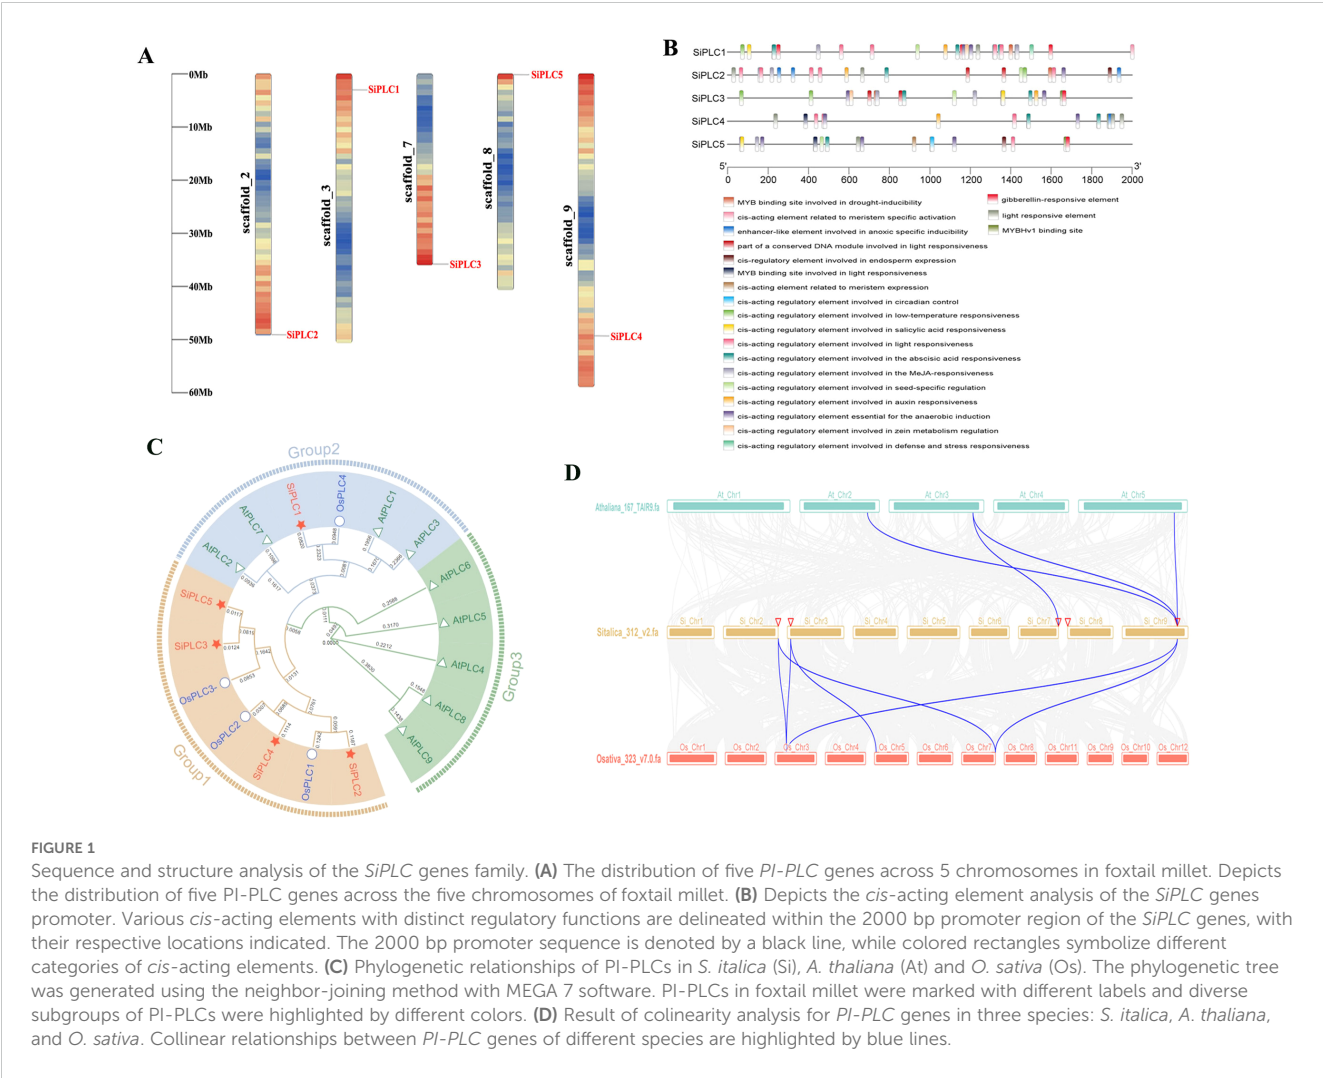 A
0Mb
10Mb
20Mb
30Mb
40Mb
50Mb
60Mb
scaffold_2
scaffold_3
scaffold_7
scaffold_8
scaffold_9
SiPLC2
SiPLC1
SiPLC3
SiPLC5
SiPLC4
B
SiPLC1
SiPLC2
SiPLC3
SiPLC4
SiPLC5
5'
3'
0
200
400
600
800
1000
1200
1400
1600
1800
2000
MYB binding site involved in drought-inducibility
cis-acting element related to meristem specific activation
enhancer-like element involved in anoxic specific inducibility
part of a conserved DNA module involved in light responsiveness
cis-regulatory element involved in endosperm expression
MYB binding site involved in light responsiveness
cis-acting element related to meristem expression
cis-acting regulatory element involved in circadian control
cis-acting regulatory element involved in low-temperature responsiveness
cis-acting regulatory element involved in salicylic acid responsiveness
cis-acting regulatory element involved in light responsiveness
cis-acting regulatory element involved in the abscisic acid responsiveness
cis-acting regulatory element involved in the MeJA-responsiveness
cis-acting regulatory element involved in seed-specific regulation
cis-acting regulatory element involved in auxin responsiveness
cis-acting regulatory element essential for the anaerobic induction
cis-acting regulatory element involved in zein metabolism regulation
cis-acting regulatory element involved in defense and stress responsiveness
gibberellin-responsive element
light responsive element
MYBHv1 binding site
C
Group2
Group3
Group1
AtPLC2
AtPLC7
SiPLC1
OsPLC4
AtPLC1
AtPLC3
AtPLC6
AtPLC5
AtPLC4
AtPLC8
AtPLC9
SiPLC2
OsPLC1
SiPLC4
OsPLC2
OsPLC3-
SiPLC3
SiPLC5
0.2588
0.3170
0.2212
0.0117
0.0124
D
At_Chr1
At_Chr2
At_Chr3
At_Chr4
At_Chr5
Athaliana_167_TAIR9.fa
Si_Chr1
Si_Chr2
Si_Chr3
Si_Chr4
Si_Chr5
Si_Chr6
Si_Chr7
Si_Chr8
Si_Chr9
Sitalica_312_v2.fa
Os_Chr1
Os_Chr2
Os_Chr3
Os_Chr4
Os_Chr5
Os_Chr6
Os_Chr7
Os_Chr8
Os_Chr11
Os_Chr9
Os_Chr10
Os_Chr12
Osativa_323_v7.0.fa
FIGURE 1
Sequence and structure analysis of the SiPLC genes family. (A) The distribution of five PI-PLC genes across 5 chromosomes in foxtail millet. Depicts
the distribution of five PI-PLC genes across the five chromosomes of foxtail millet. (B) Depicts the cis-acting element analysis of the SiPLC genes
promoter. Various cis-acting elements with distinct regulatory functions are delineated within the 2000 bp promoter region of the SiPLC genes, with
their respective locations indicated. The 2000 bp promoter sequence is denoted by a black line, while colored rectangles symbolize different
categories of cis-acting elements. (C) Phylogenetic relationships of PI-PLCs in S. italica (Si), A. thaliana (At) and O. sativa (Os). The phylogenetic tree
was generated using the neighbor-joining method with MEGA 7 software. PI-PLCs in foxtail millet were marked with different labels and diverse
subgroups of PI-PLCs were highlighted by different colors. (D) Result of colinearity analysis for PI-PLC genes in three species: S. italica, A. thaliana,
and O. sativa. Collinear relationships between PI-PLC genes of different species are highlighted by blue lines.